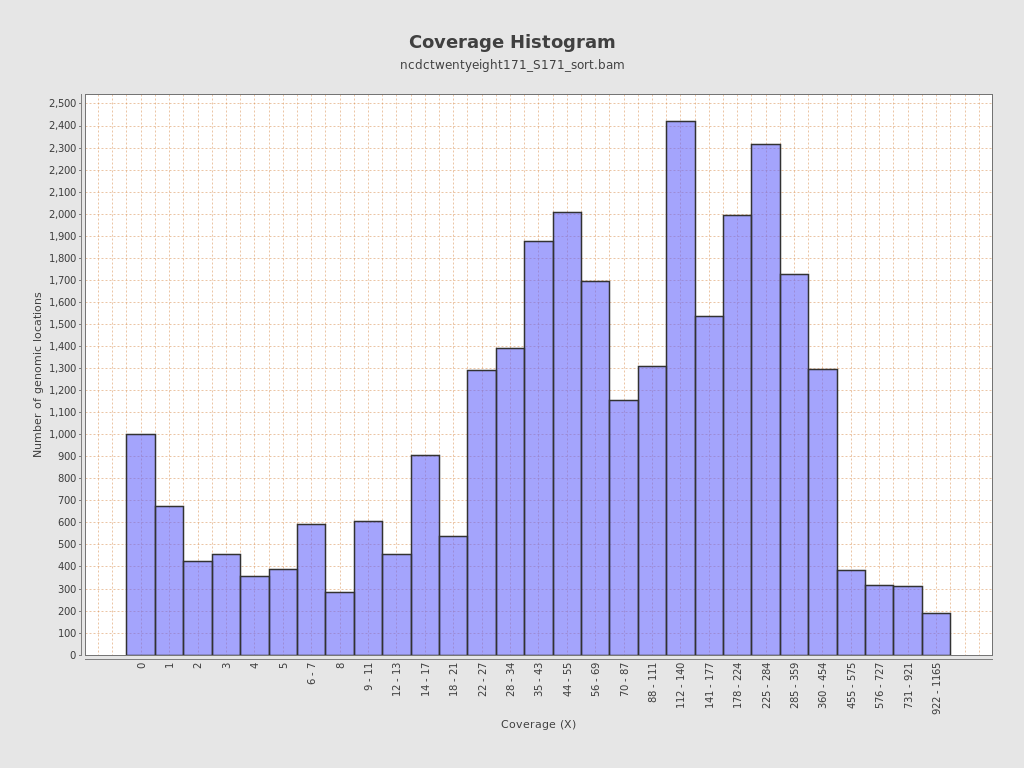 Coverage Histogram
ncdctwentyeight171_S171_sort.bam
Number of genomic locations
2,500
2,400
2,300
2,200
2,100
2,000
1,900
1,800
1,700
1,600
1,500
1,400
1,300
1,200
1,100
1,000
900
800
700
600
500
400
300
200
100
0
0
1
2
3
4
5
6 - 7
8
9 - 11
12 - 13
14 - 17
18 - 21
22 - 27
28 - 34
35 - 43
44 - 55
56 - 69
70 - 87
88 - 111
112 - 140
141 - 177
178 - 224
225 - 284
285 - 359
360 - 454
455 - 575
576 - 727
731 - 921
922 - 1165
Coverage (X)